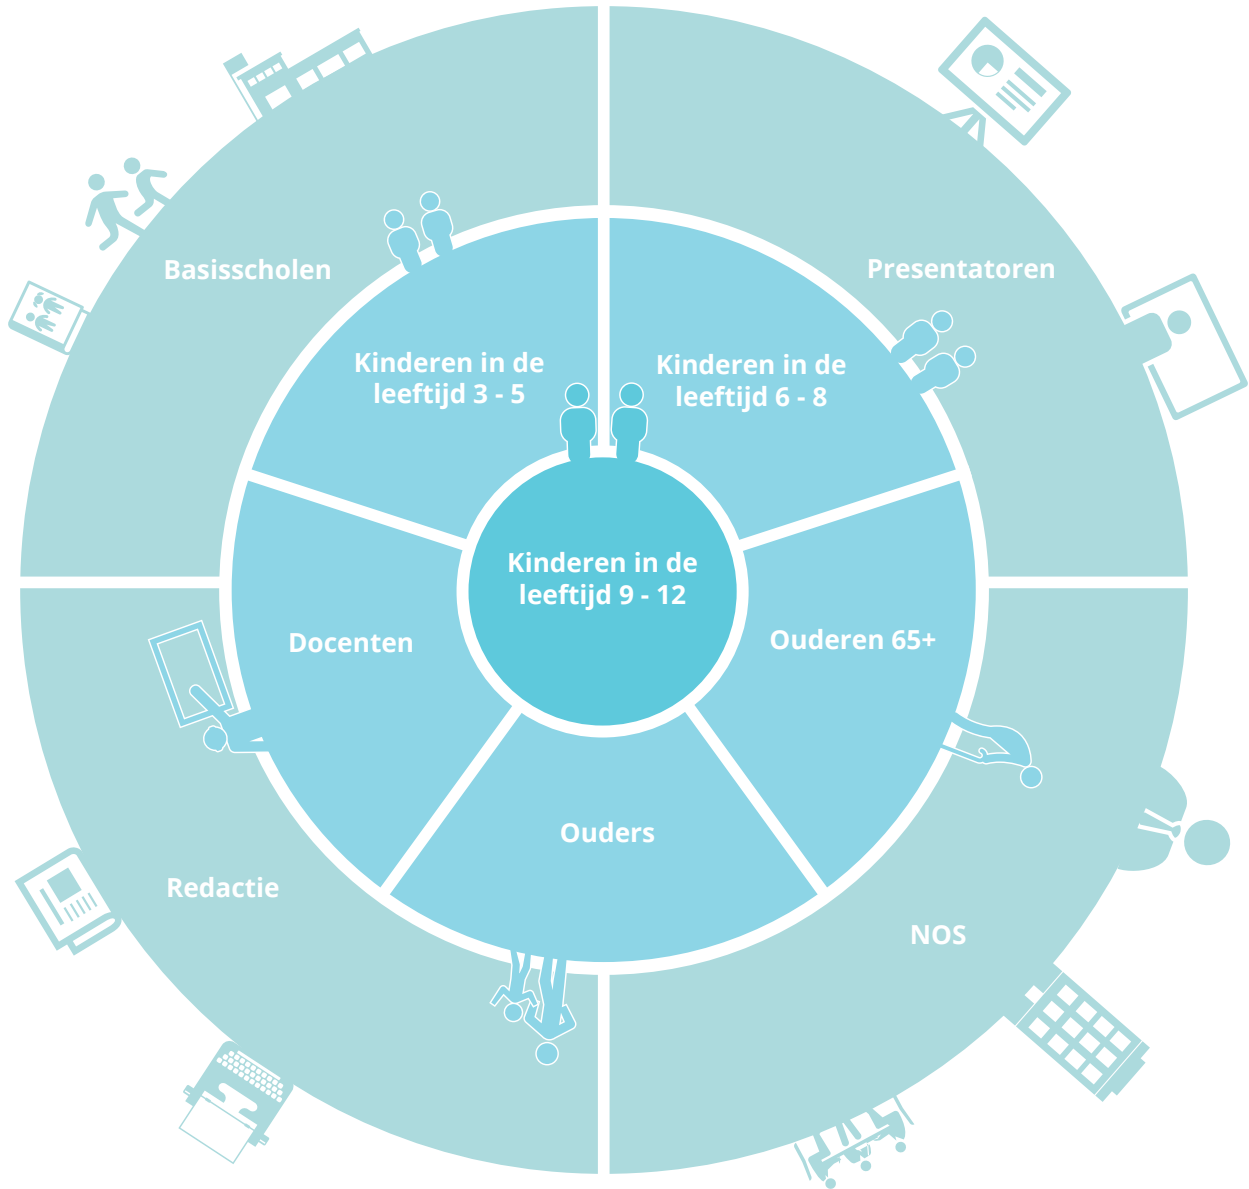 Basisscholen
Presentatoren
Kinderen in de
leeftijd 3 - 5
Kinderen in de
leeftijd 6 - 8
Kinderen in de
leeftijd 9 - 12
Docenten
Ouderen 65+
Ouders
Redactie
NOS